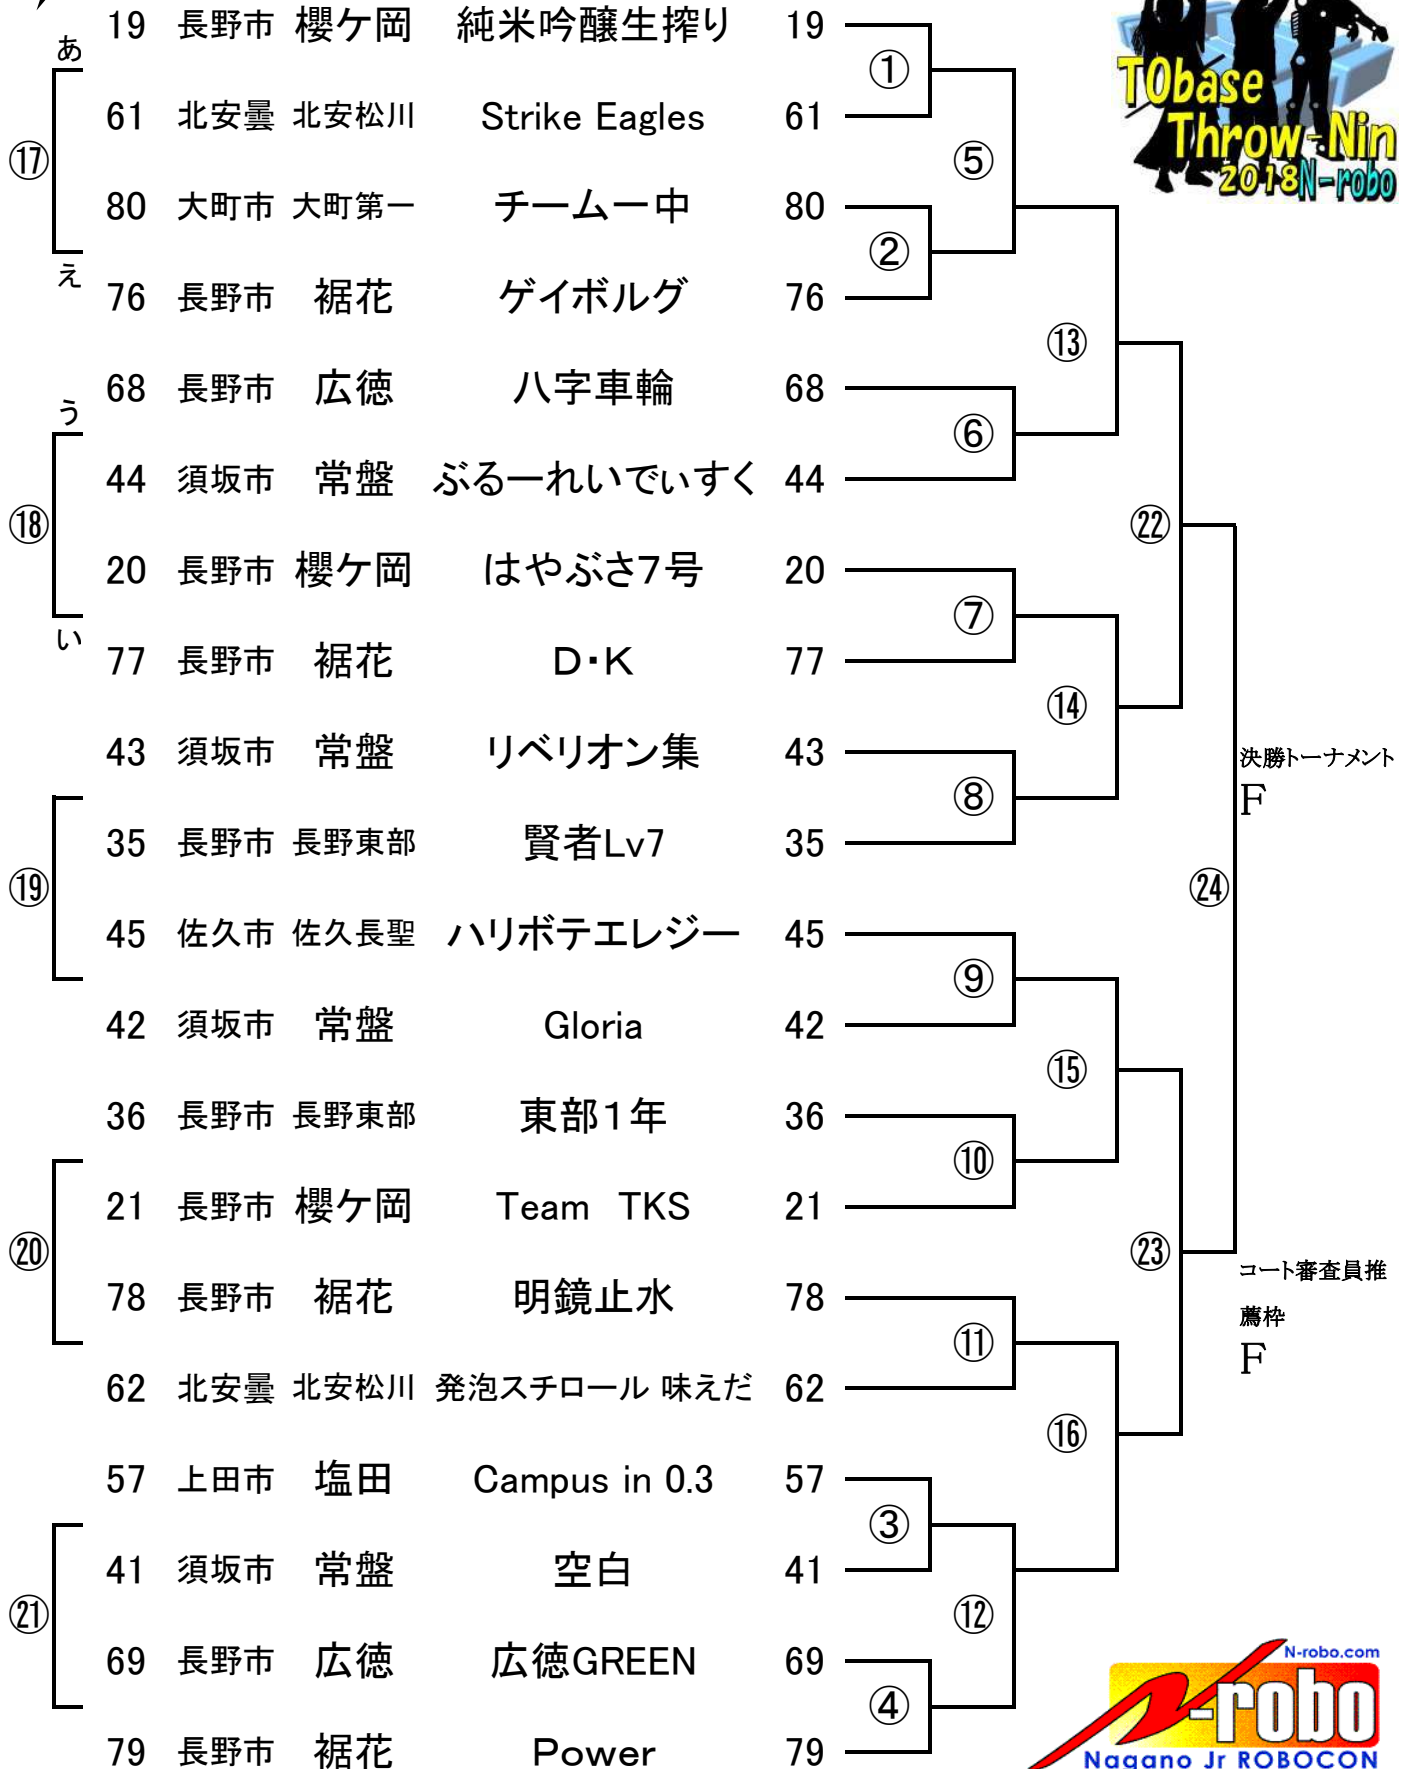 19 長野市 櫻ケ岡 純米吟醸生搾り 19
あ
①
TObase
Throw-Nin
2018N-robo
61 北安曇 北安松川 Strike Eagles 61
⑰
⑤
80 大町市 大町第一 チーム一中 80
②
え
76 長野市 裾花 ゲイボルグ 76
⑬
68 長野市 広徳 八字車輪 68
う
⑥
44 須坂市 常盤 ぶるーれいでぃすく 44
⑱
㉒
20 長野市 櫻ケ岡 はやぶさ7号 20
⑦
い
77 長野市 裾花 D・K 77
⑭
43 須坂市 常盤 リベリオン集 43
決勝トーナメント
F
⑧
35 長野市 長野東部 賢者Lv7 35
⑲
㉔
45 佐久市 佐久長聖 ハリボテエレジー 45
⑨
42 須坂市 常盤 Gloria 42
⑮
36 長野市 長野東部 東部1年 36
⑩
21 長野市 櫻ケ岡 Team TKS 21
⑳
㉓
コート審査員推
薦枠
F
78 長野市 裾花 明鏡止水 78
⑪
62 北安曇 北安松川 発泡スチロール 味えだ 62
⑯
57 上田市 塩田 Campus in 0.3 57
③
41 須坂市 常盤 空白 41
㉑
⑫
69 長野市 広徳 広徳GREEN 69
④
79 長野市 裾花 Power 79
N-robo.com
N-robo
Nagano Jr ROBOCON